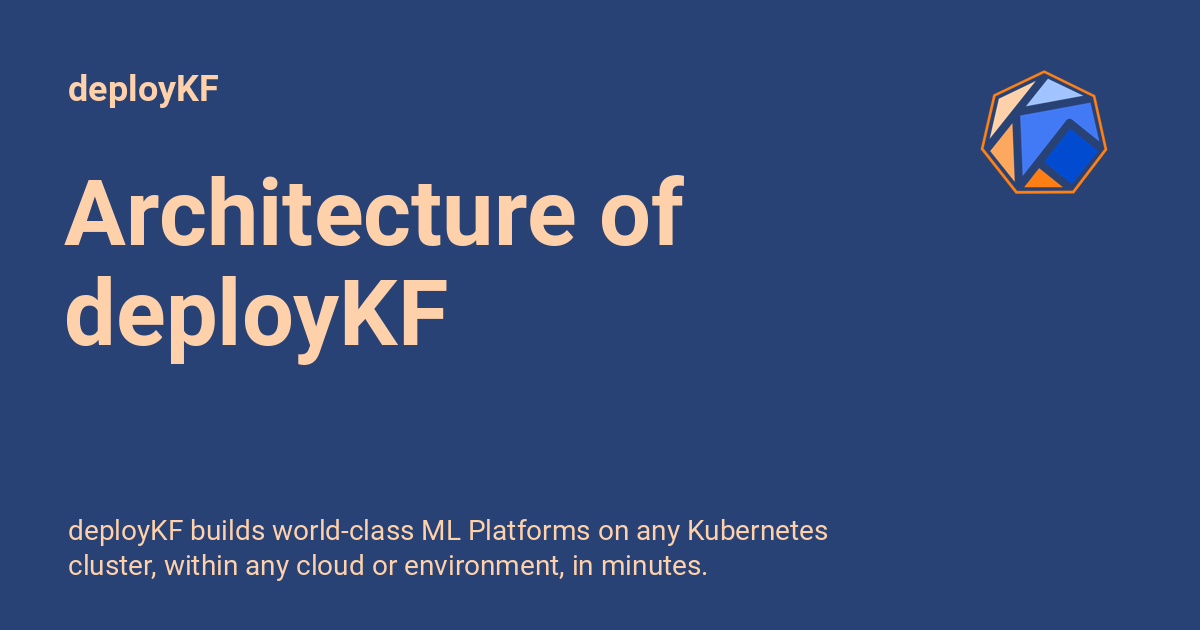 deployKF
Architecture of
deployKF
deployKF builds world-class ML Platforms on any Kubernetes
cluster, within any cloud or environment, in minutes.